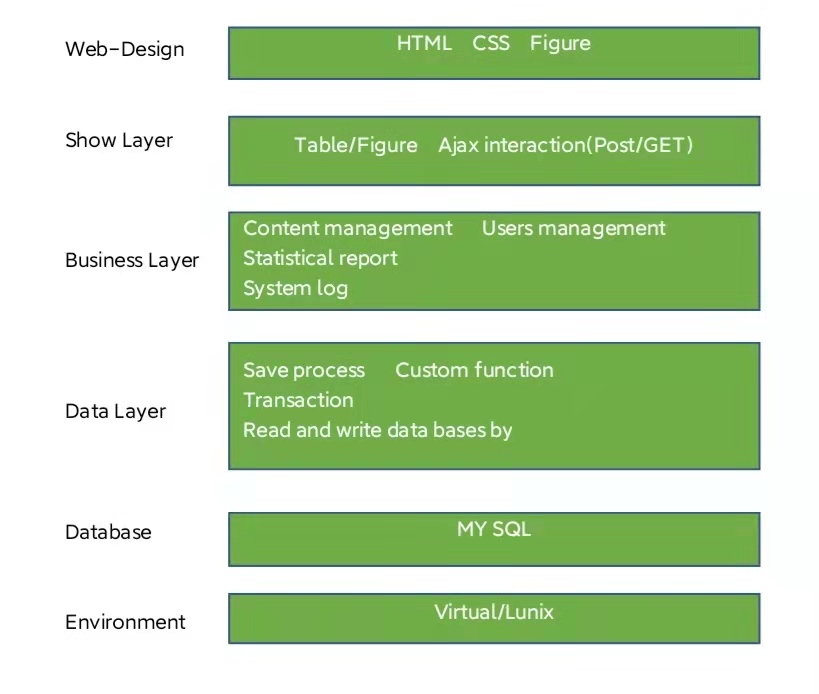 Web-Design
HTML CSS Figure
Show Layer
Table/Figure Ajax interaction(Post/GET)
Business Layer
Content management Users management
Statistical report
System log
Data Layer
Save process Custom function
Transaction
Read and write data bases by
Database
MY SQL
Environment
Virtual/Lunix